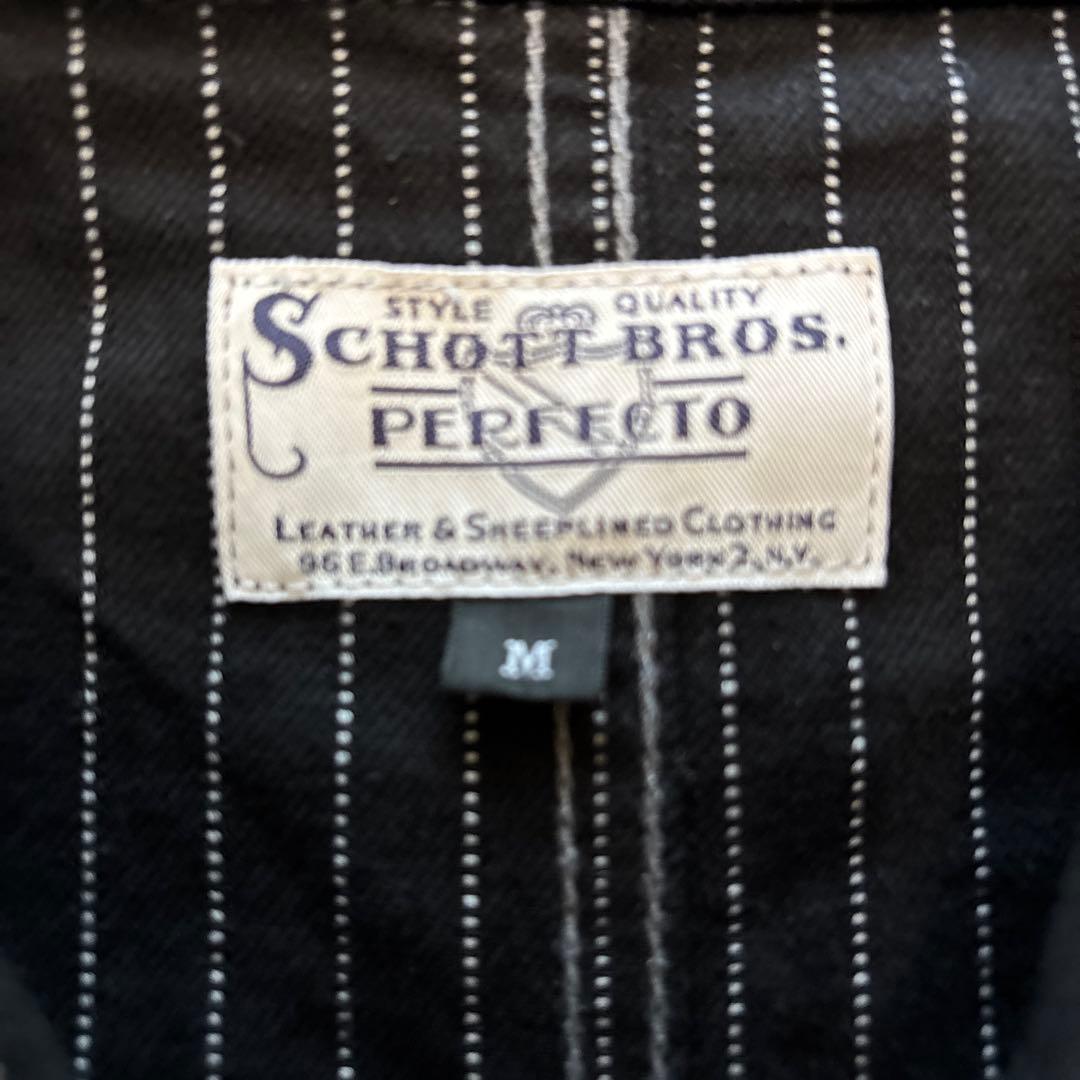 STYLE QUALITY
SCHOTT BROS.
PERFECTO
LEATHER & SHEEPLINED CLOTHING
96 E. BROADWAY, NEW YORK 2, N.Y.
M